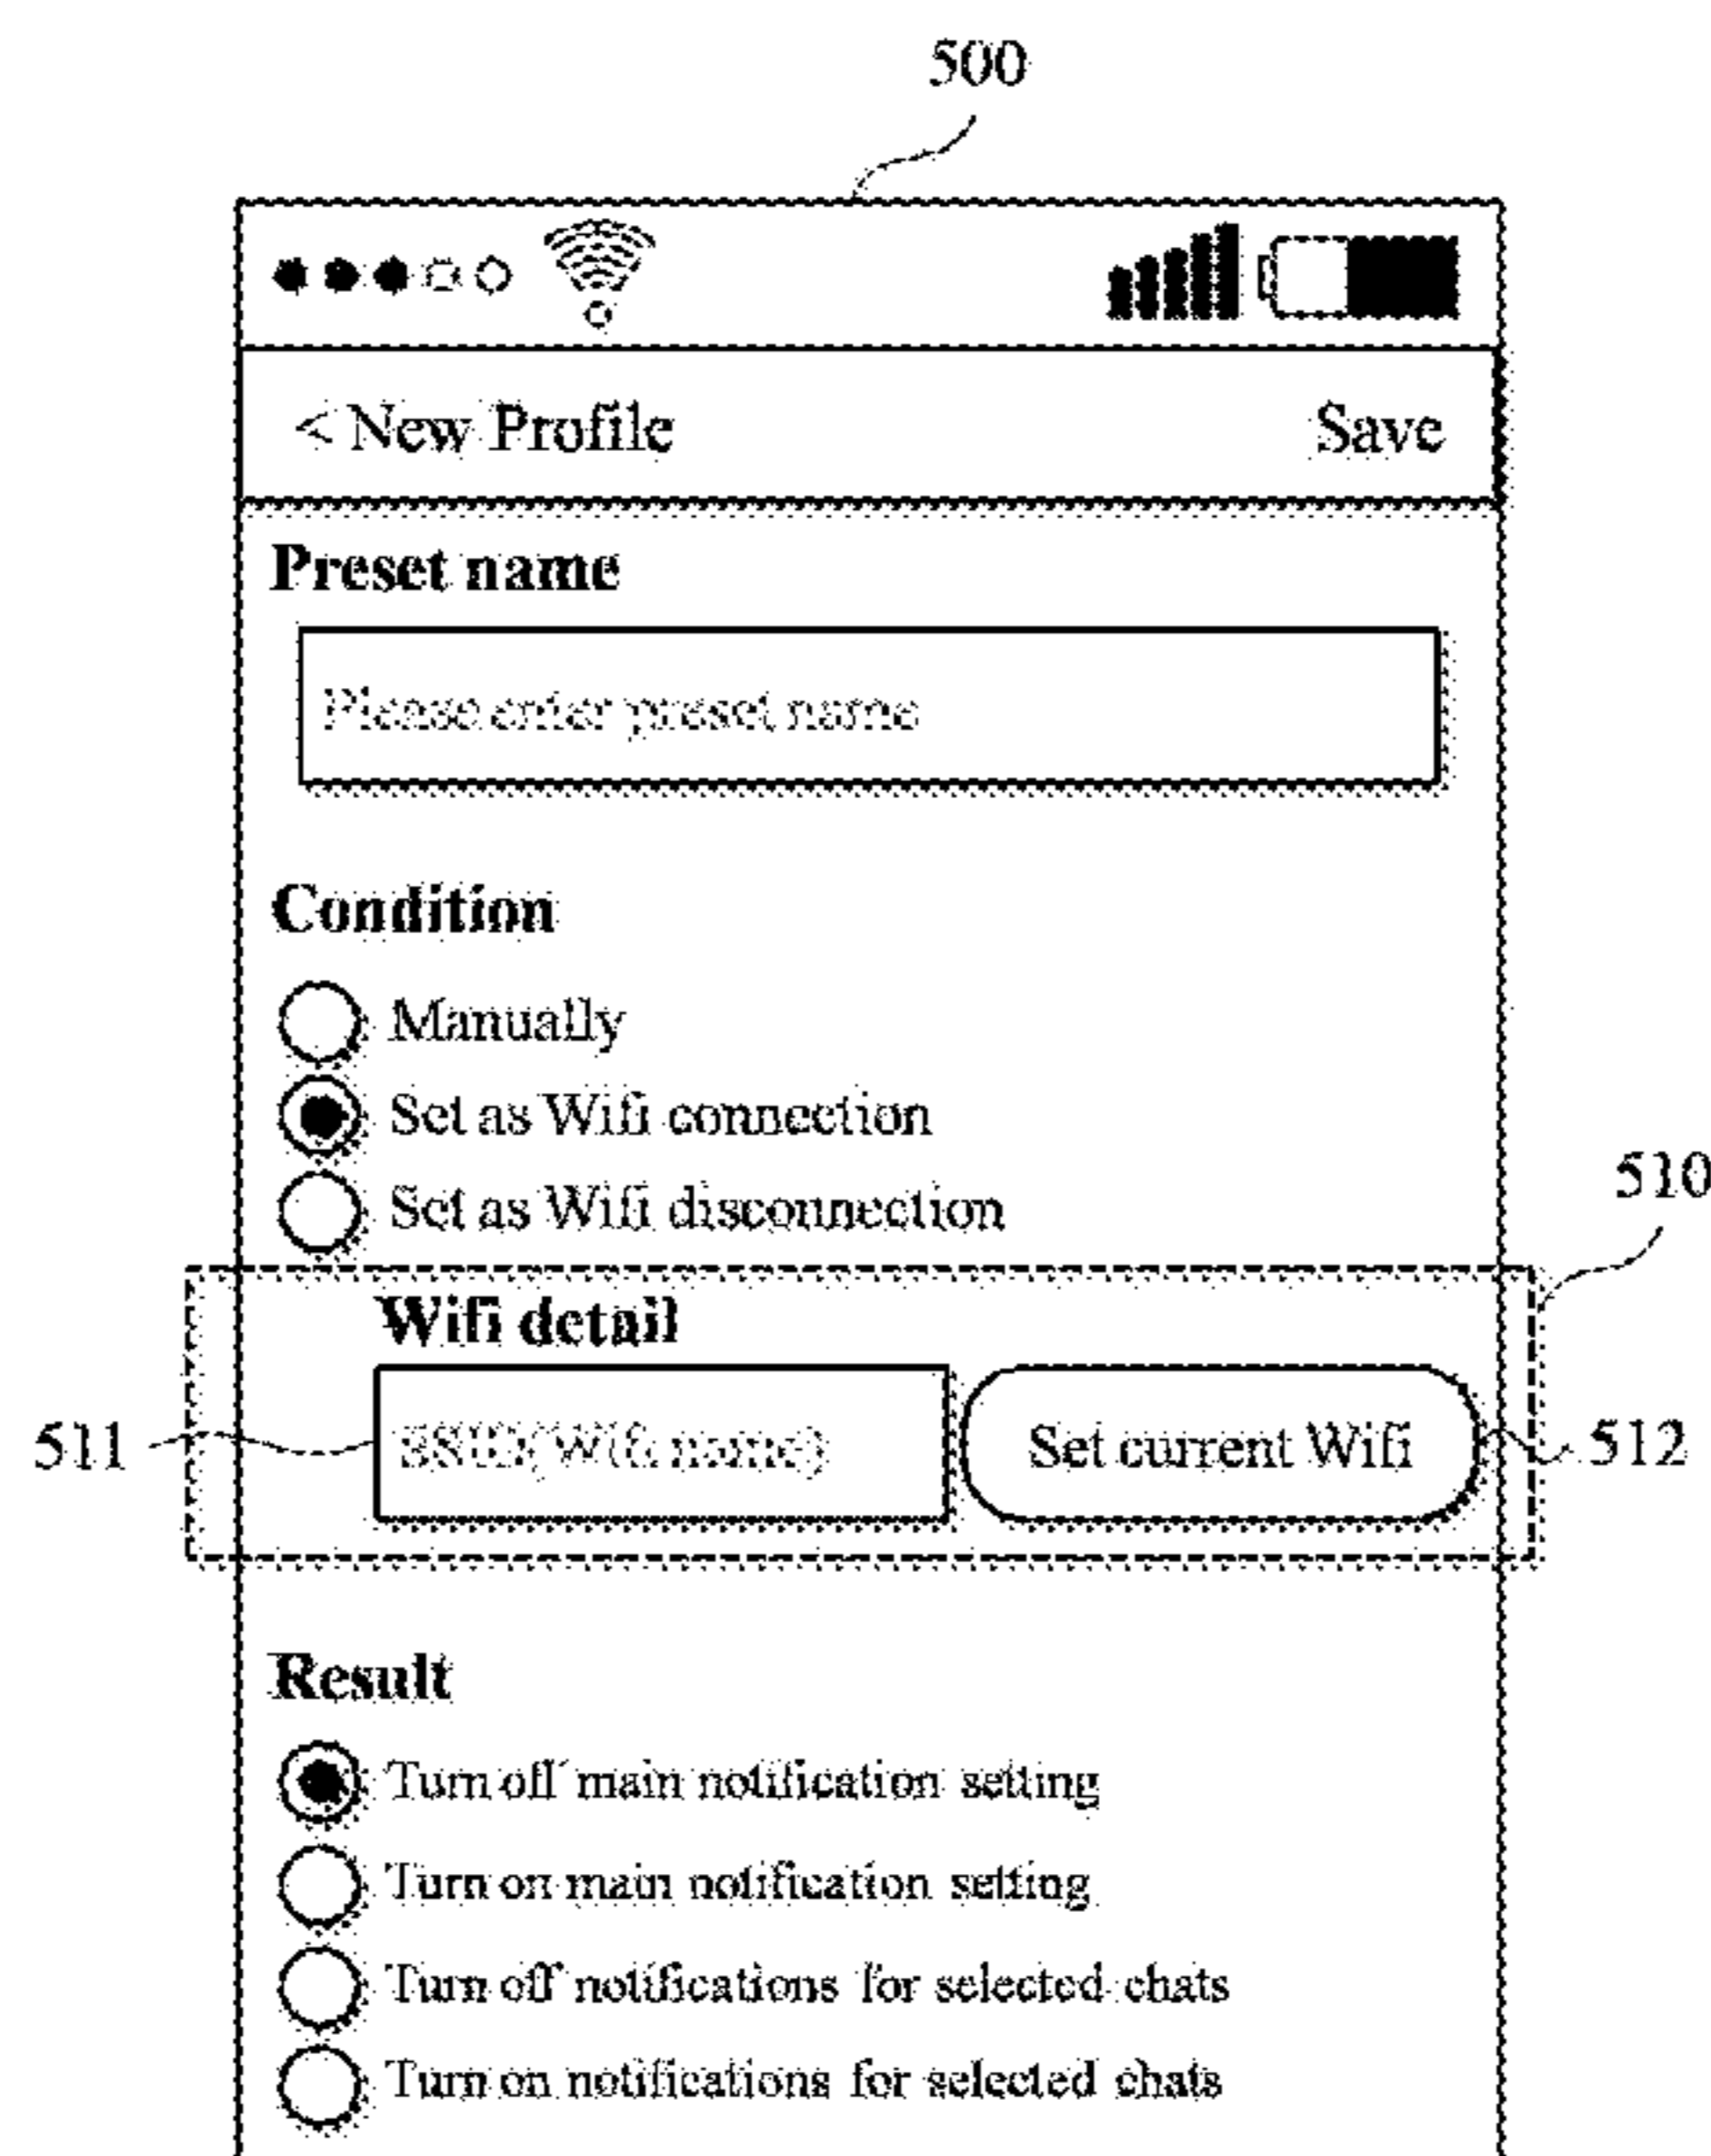 500
< New Profile Save
Preset name
Please enter preset name
Condition
Manually
Set as Wifi connection
Set as Wifi disconnection
510
Wifi detail
511 SSID(Wifi name) Set current Wifi 512
Result
Turn off main notification setting
Turn on main notification setting
Turn off notifications for selected chats
Turn on notifications for selected chats